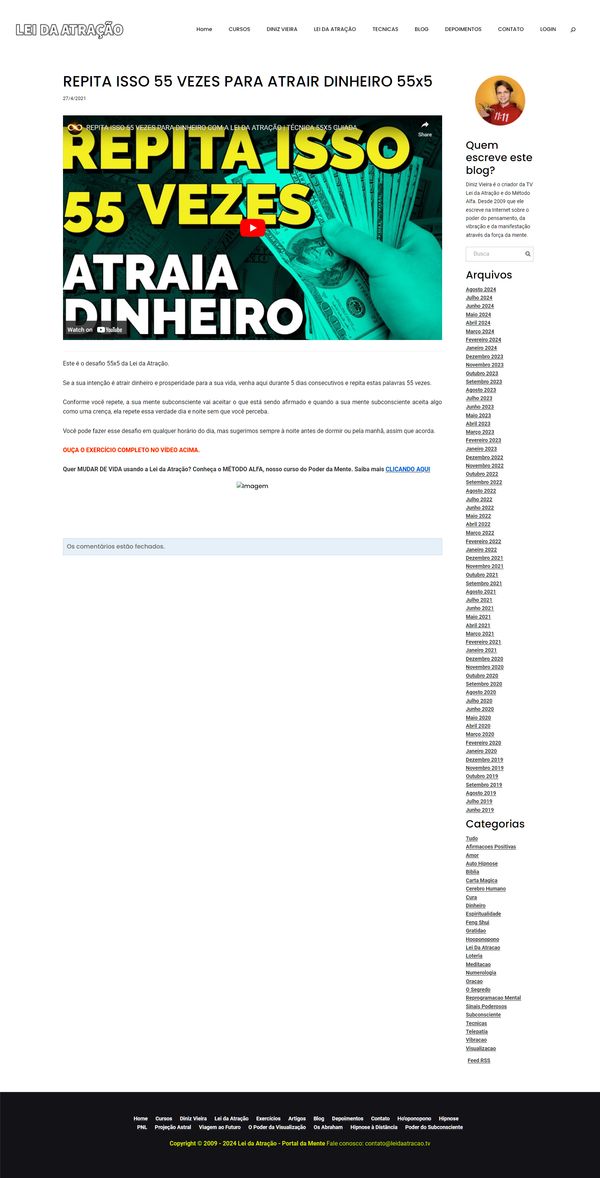 LEI DA ATRAÇÃO
Home CURSOS DINIZ VIEIRA LEI DA ATRAÇÃO TECNICAS BLOG DEPOIMENTOS CONTATO LOGIN
REPITA ISSO 55 VEZES PARA ATRAIR DINHEIRO 55x5
27/4/2021
REPITA ISSO 55 VEZES PARA DINHEIRO COM A LEI DA ATRAÇÃO | TÉCNICA 55X5 GUIADA
Share
REPITA ISSO
55 VEZES
ATRAIA
DINHEIRO
Watch on YouTube
Este é o desafio 55x5 da Lei da Atração.
Se a sua intenção é atrair dinheiro e prosperidade para a sua vida, venha aqui durante 5 dias consecutivos e repita estas palavras 55 vezes.
Conforme você repete, a sua mente subconsciente vai aceitar o que está sendo afirmado e quando a sua mente subconsciente aceita algo
como uma crença, ela repete essa verdade dia e noite sem que você perceba.
Você pode fazer esse desafio em qualquer horário do dia, mas sugerimos sempre à noite antes de dormir ou pela manhã, assim que acorda.
OUÇA O EXERCÍCIO COMPLETO NO VÍDEO ACIMA.
Quer MUDAR DE VIDA usando a Lei da Atração? Conheça o MÉTODO ALFA, nosso curso do Poder da Mente. Saiba mais CLICANDO AQUI
Imagem
Os comentários estão fechados.
Quem
escreve este
blog?
Diniz Vieira é o criador da TV
Lei da Atração e do Método
Alfa. Desde 2009 que ele
escreve na Internet sobre o
poder do pensamento, da
vibração e da manifestação
através da força da mente.
Busca
Arquivos
Agosto 2024
Julho 2024
Junho 2024
Maio 2024
Abril 2024
Março 2024
Fevereiro 2024
Janeiro 2024
Dezembro 2023
Novembro 2023
Outubro 2023
Setembro 2023
Agosto 2023
Julho 2023
Junho 2023
Maio 2023
Abril 2023
Março 2023
Fevereiro 2023
Janeiro 2023
Dezembro 2022
Novembro 2022
Outubro 2022
Setembro 2022
Agosto 2022
Julho 2022
Junho 2022
Maio 2022
Abril 2022
Março 2022
Fevereiro 2022
Janeiro 2022
Dezembro 2021
Novembro 2021
Outubro 2021
Setembro 2021
Agosto 2021
Julho 2021
Junho 2021
Maio 2021
Abril 2021
Março 2021
Fevereiro 2021
Janeiro 2021
Dezembro 2020
Novembro 2020
Outubro 2020
Setembro 2020
Agosto 2020
Julho 2020
Junho 2020
Maio 2020
Abril 2020
Março 2020
Fevereiro 2020
Janeiro 2020
Dezembro 2019
Novembro 2019
Outubro 2019
Setembro 2019
Agosto 2019
Julho 2019
Junho 2019
Categorias
Tudo
Afirmacoes Positivas
Amor
Auto Hipnose
Biblia
Carta Magica
Cerebro Humano
Cura
Dinheiro
Espiritualidade
Feng Shui
Gratidao
Hooponopono
Lei Da Atracao
Loteria
Meditacao
Numerologia
Oracao
O Segredo
Reprogramacao Mental
Sinais Poderosos
Subconsciente
Tecnicas
Telepatia
Vibracao
Visualizacao
Feed RSS
Home Cursos Diniz Vieira Lei da Atração Exercícios Artigos Blog Depoimentos Contato Ho'oponopono Hipnose
PNL Projeção Astral Viagem ao Futuro O Poder da Visualização Os Abraham Hipnose à Distância Poder do Subconsciente
Copyright © 2009 - 2024 Lei da Atração - Portal da Mente Fale conosco: contato@leidaatracao.tv